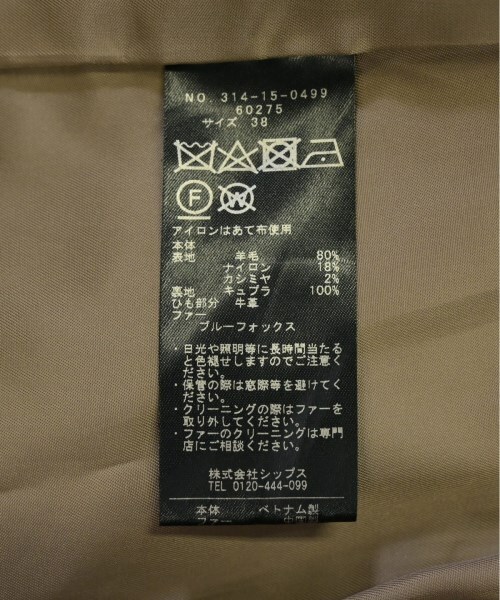 NO. 314-15-0499
60275
サイズ 38
F W
アイロンはあて布使用
本体
表地 羊毛 80%
ナイロン 18%
カシミヤ 2%
裏地 キュプラ 100%
ひも部分 牛革
ファー
ブルーフォックス
・日光や照明等に長時間当たる
と色褪せしますのでご注意く
ださい。
・保管の際は窓際等を避けてく
ださい。
・クリーニングの際はファーを
取り外してください。
・ファーのクリーニングは専門
店にご相談ください。
株式会社シップス
TEL 0120-444-099
本体 ベトナム製
ファー